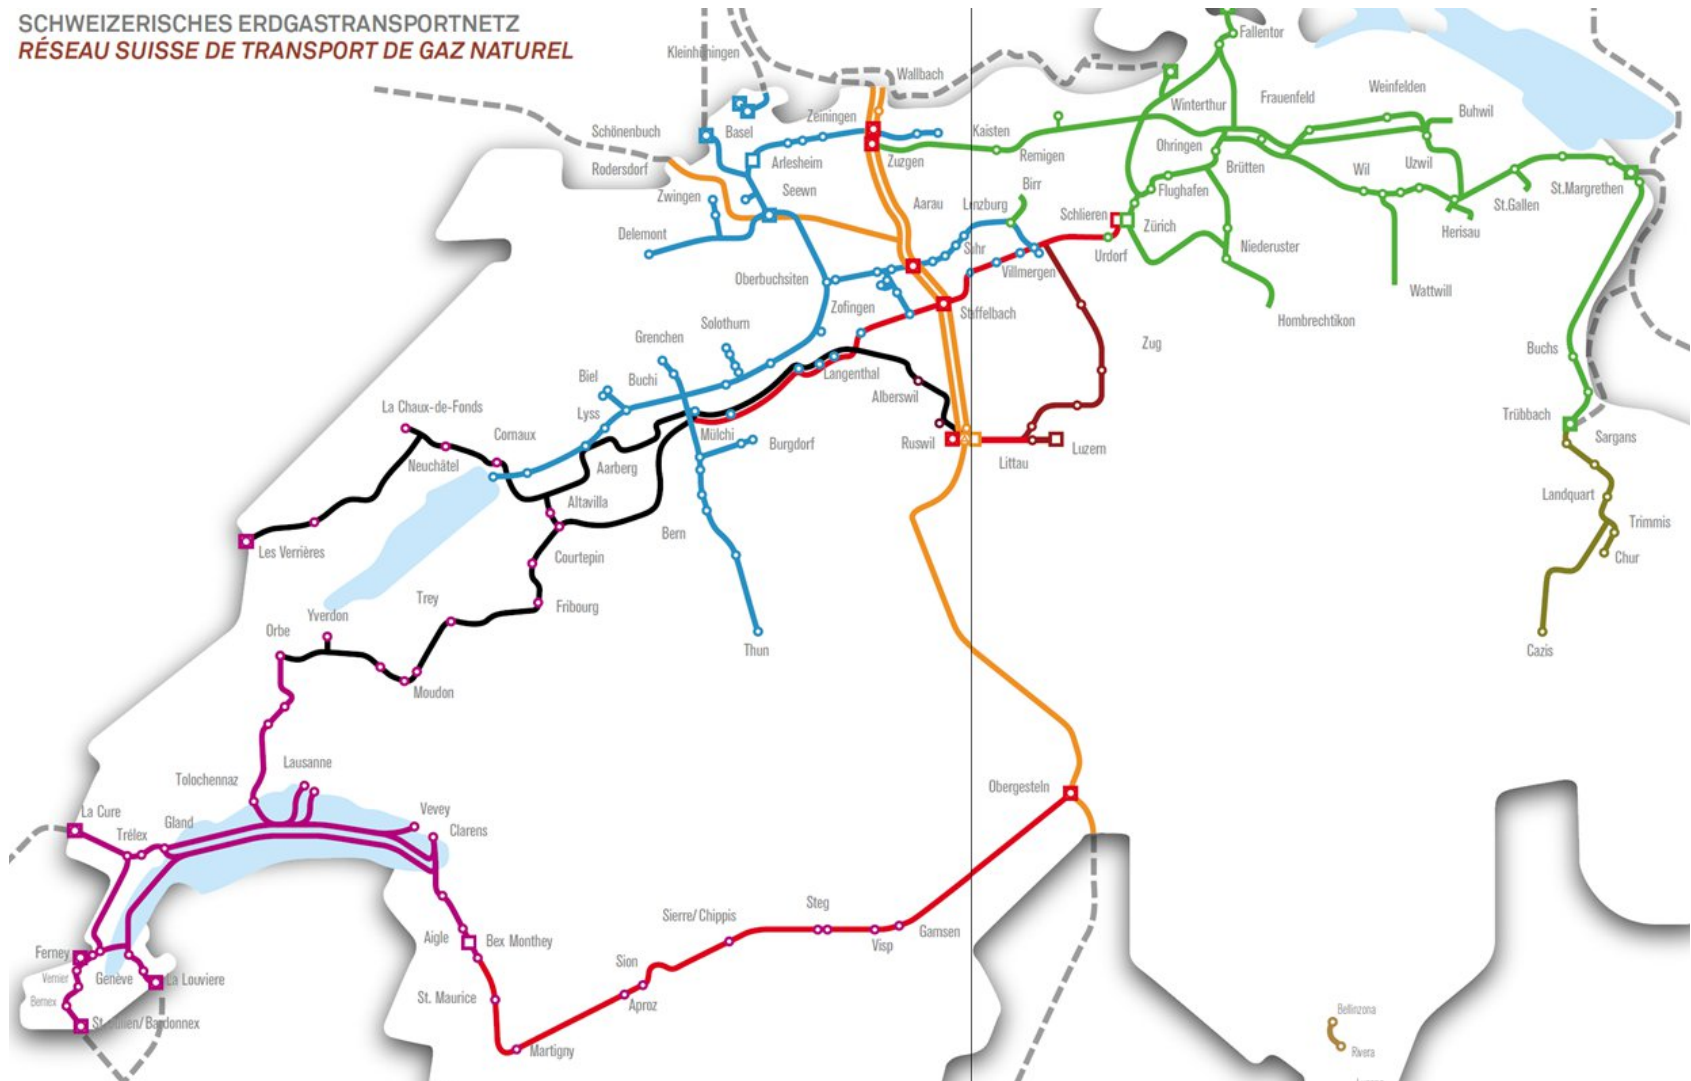 SCHWEIZERISCHES ERDGASTRANSPORTNETZ
RÉSEAU SUISSE DE TRANSPORT DE GAZ NATUREL
Kleinhüningen
Wallbach
Fallentor
Schönenbuch
Basel
Zeiningen
Kaisten
Winterthur
Frauenfeld
Weinfelden
Buhwil
Rodersdorf
Arlesheim
Zuzgen
Remigen
Ohringen
Brütten
Wil
Uzwil
St.Margrethen
Zwingen
Seewn
Aarau
Lenzburg
Birr
Flughafen
St.Gallen
Delemont
Schlieren
Zürich
Herisau
Suhr
Urdorf
Niederuster
Oberbuchsiten
Villmergen
Wattwill
Zofingen
Staffelbach
Hombrechtikon
Grenchen
Solothurn
Zug
Buchs
Biel
Buchi
Langenthal
Alberswil
La Chaux-de-Fonds
Lyss
Trübbach
Cornaux
Mülchi
Burgdorf
Ruswil
Luzern
Sargans
Neuchâtel
Aarberg
Littau
Altavilla
Landquart
Les Verrières
Bern
Trimmis
Courtepin
Chur
Trey
Fribourg
Yverdon
Orbe
Thun
Cazis
Moudon
Lausanne
Tolochennaz
Obergesteln
La Cure
Vevey
Trélex
Gland
Clarens
Steg
Sierre/Chippis
Ferney
Aigle
Bex Monthey
Visp
Gamsen
Vernier
Genève
La Louviere
Sion
Bernex
St. Maurice
Aproz
St. Julien/Bardonnex
Bellinzona
Martigny
Rivera